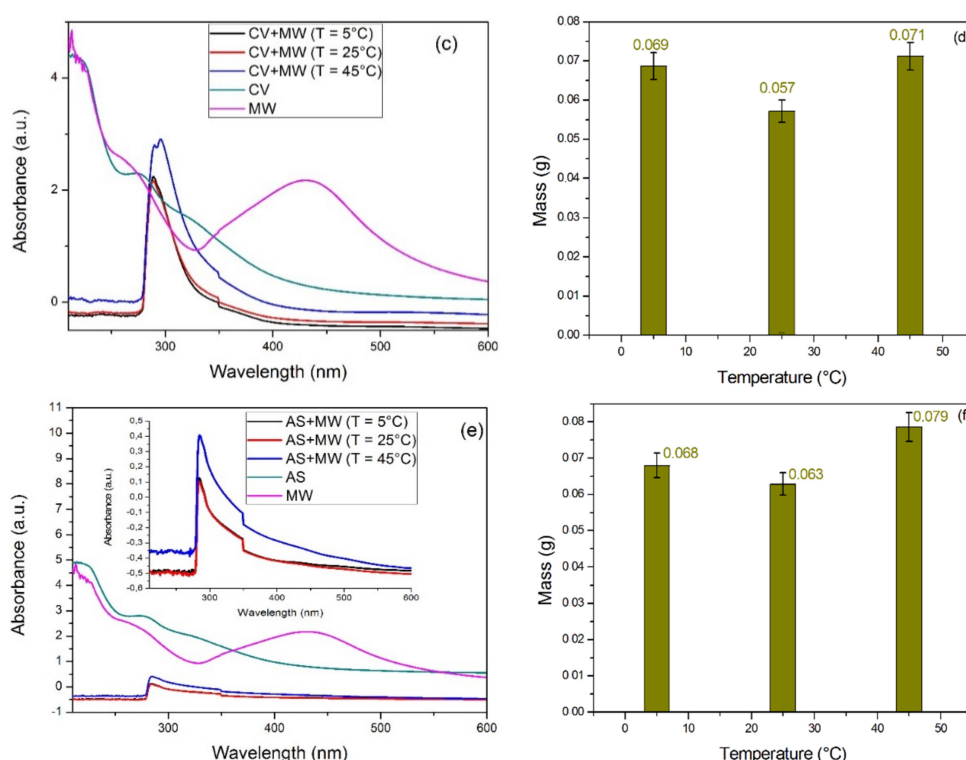 CV+MW (T = 5°C)
CV+MW (T = 25°C)
CV+MW (T = 45°C)
CV
MW
(c)
4
2
0
Absorbance (a.u.)
300 400 500 600
Wavelength (nm)
(d
0.08
0.07
0.06
0.05
0.04
0.03
0.02
0.01
0.00
Mass (g)
0.069
0.057
0.071
0 10 20 30 40 50
Temperature (°C)
AS+MW (T = 5°C)
AS+MW (T = 25°C)
AS+MW (T = 45°C)
AS
MW
(e)
11
10
9
8
7
6
5
4
3
2
1
0
-1
Absorbance (a.u.)
0,5
0,4
0,3
0,2
0,1
0,0
-0,1
-0,2
-0,3
-0,4
-0,5
-0,6
Absorbance (a.u.)
300 400 500 600
Wavelength (nm)
300 400 500 600
Wavelength (nm)
(f
0.08
0.07
0.06
0.05
0.04
0.03
0.02
0.01
0.00
Mass (g)
0.068
0.063
0.079
0 10 20 30 40 50
Temperature (°C)